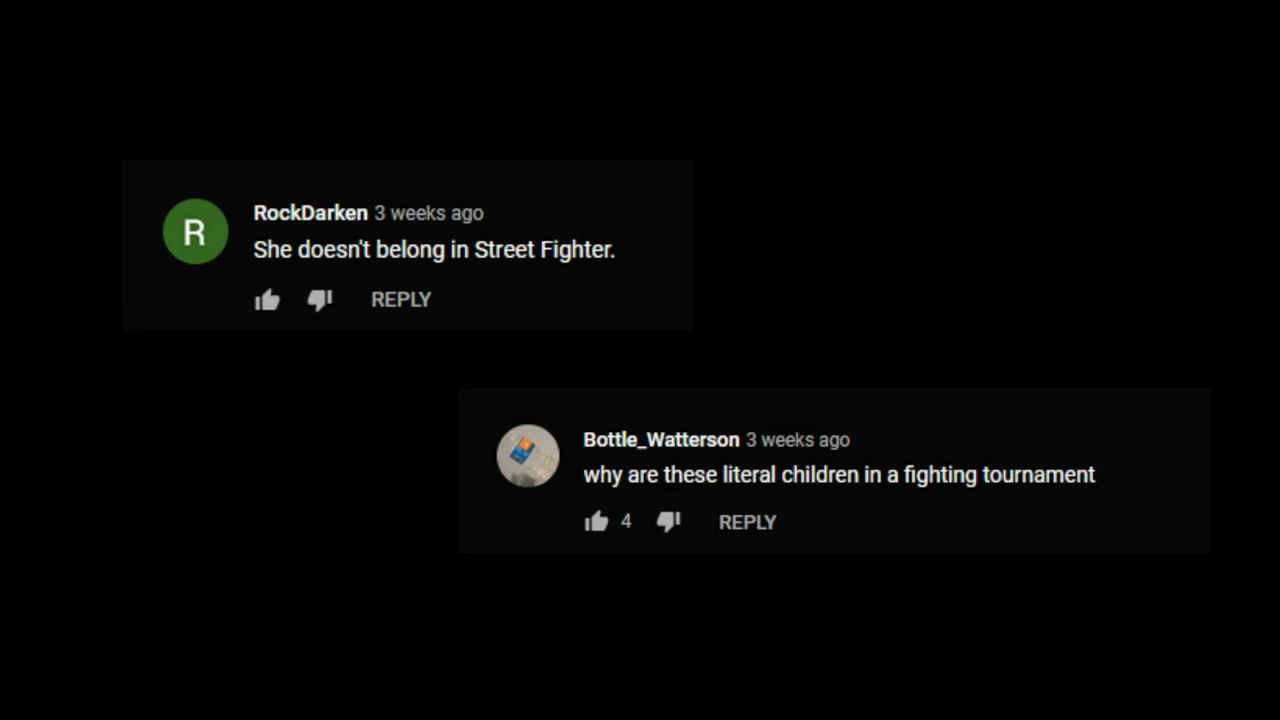 R
RockDarken 3 weeks ago
She doesn't belong in Street Fighter.
REPLY
Bottle_Watterson 3 weeks ago
why are these literal children in a fighting tournament
4 REPLY